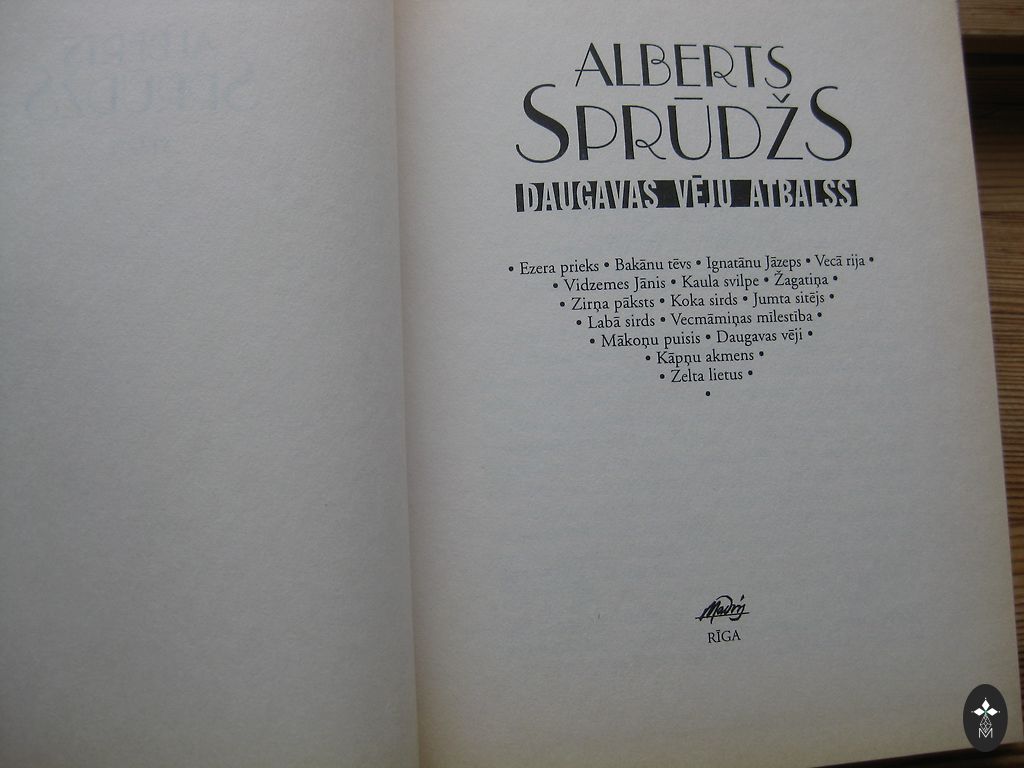 ALBERTS
SPRŪDŽS
DAUGAVAS VĒJU ATBALSS
• Ezera prieks • Bakānu tēvs • Ignatānu Jāzeps • Vecā rija •
• Vidzemes Jānis • Kaula svilpe • Žagatiņa •
• Zirņa pāksts • Koka sirds • Jumta sitējs •
• Labā sirds • Vecmāmiņas mīlestība •
• Mākoņu puisis • Daugavas vēji •
• Kāpņu akmens •
• Zelta lietus •
•
Madris
RĪGA
M